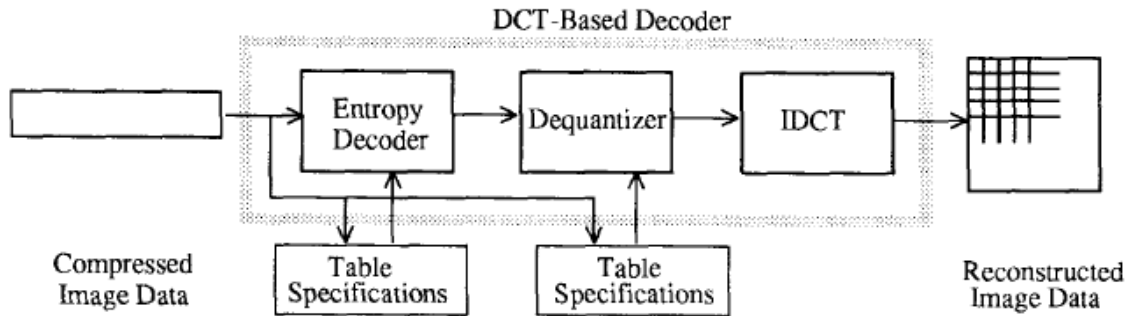 DCT-Based Decoder
Entropy
Decoder
Dequantizer
IDCT
Compressed
Image Data
Table
Specifications
Table
Specifications
Reconstructed
Image Data